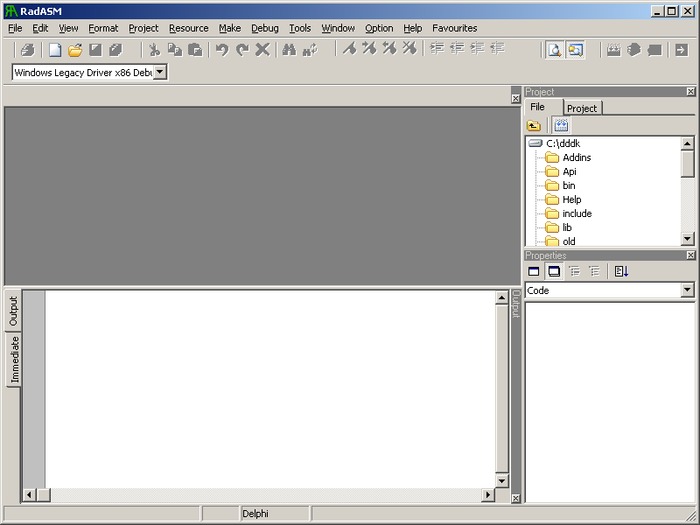 RadASM
File Edit View Format Project Resource Make Debug Tools Window Option Help Favourites
Windows Legacy Driver x86 Debu
Project
File Project
C:\dddk
Addins
Api
bin
Help
include
lib
old
Properties
Code
Output
Immediate
Output
Delphi